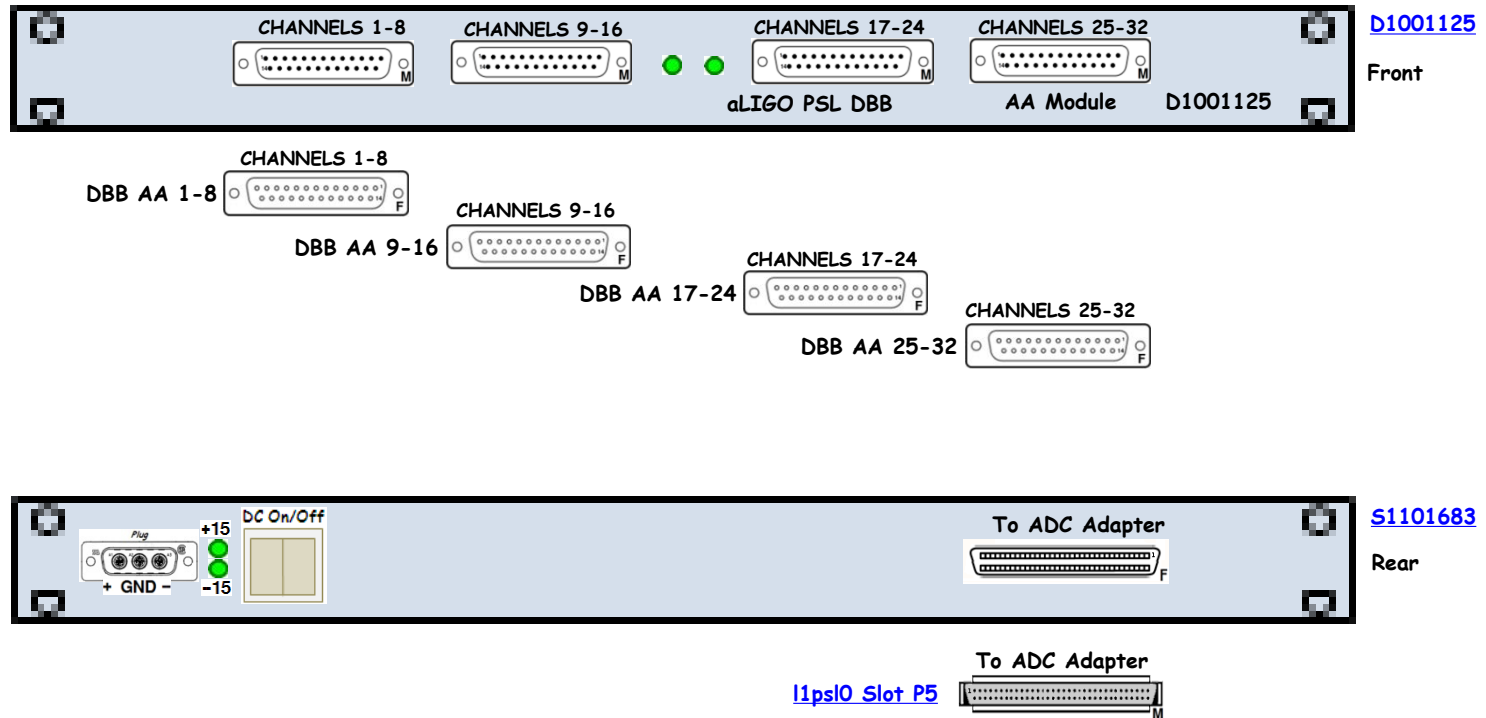 CHANNELS 1-8 CHANNELS 9-16 CHANNELS 17-24 CHANNELS 25-32 D1001125
M M M M
Front
aLIGO PSL DBB AA Module D1001125
CHANNELS 1-8
DBB AA 1-8 F
CHANNELS 9-16
DBB AA 9-16 F
CHANNELS 17-24
DBB AA 17-24 F
CHANNELS 25-32
DBB AA 25-32 F
DC On/Off
To ADC Adapter S1101683
Plug +15
Rear
F
+ GND - -15
To ADC Adapter
l1psl0 Slot P5
M